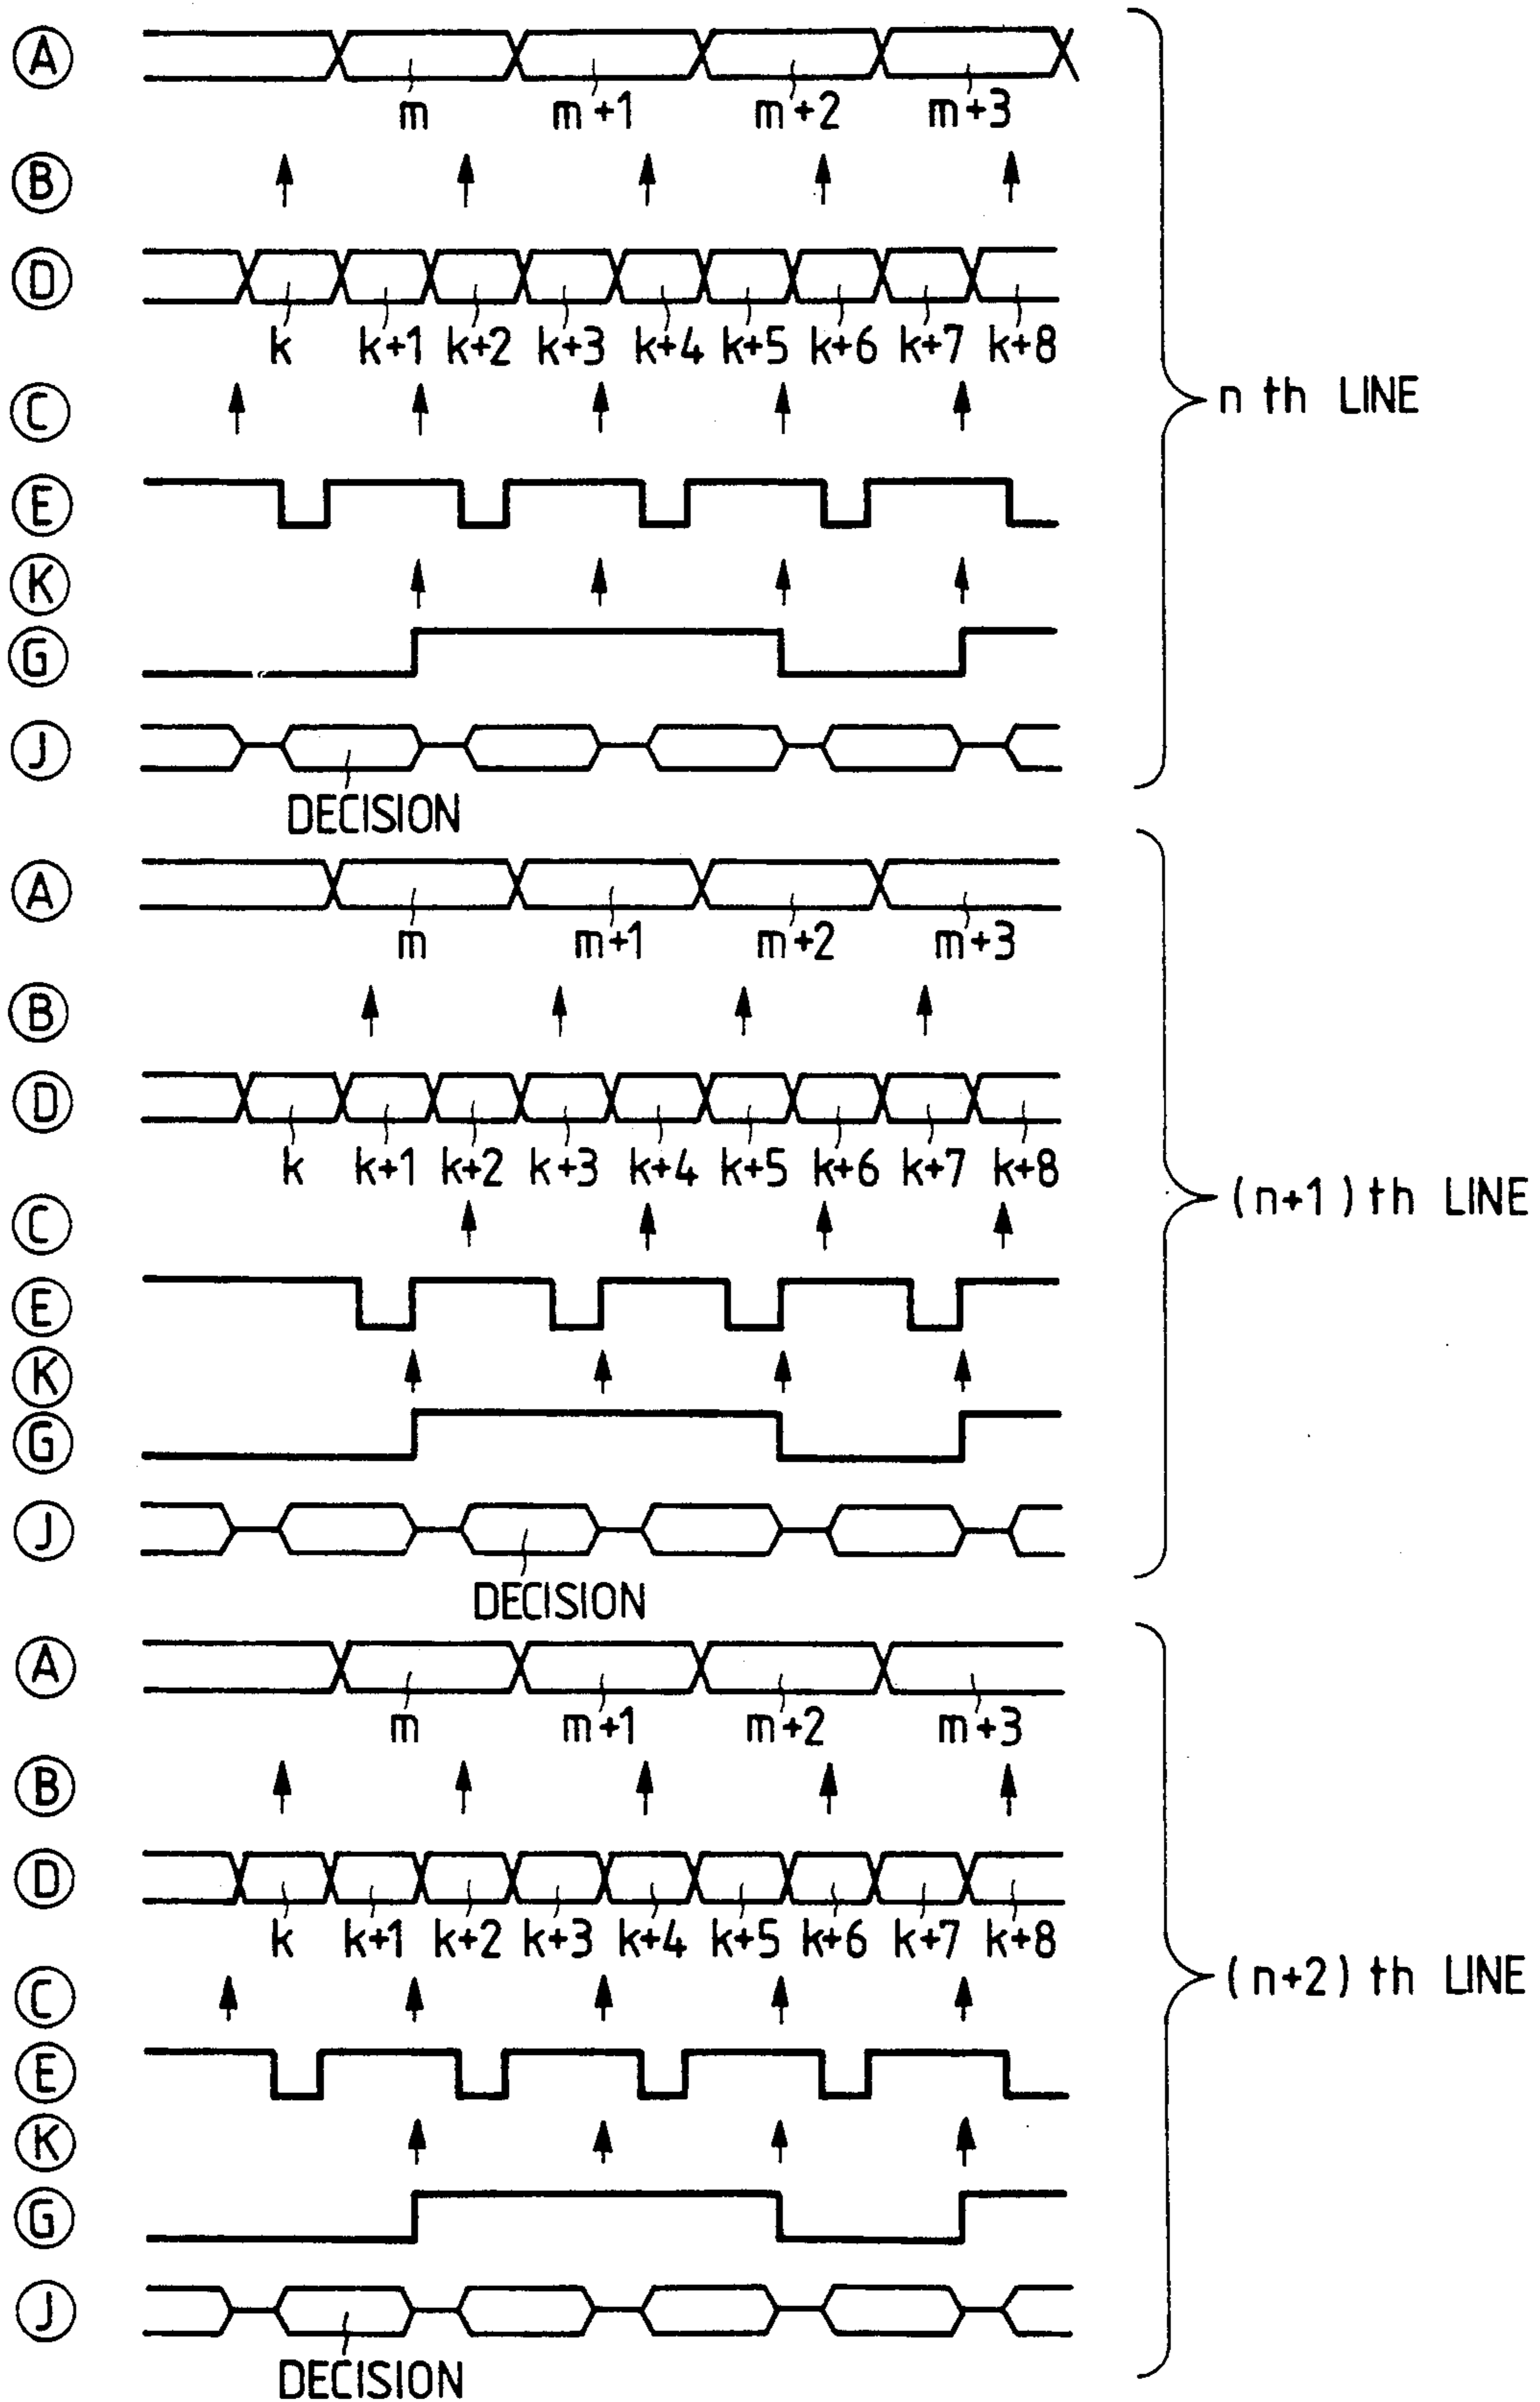 A
m m+1 m+2 m+3
B
D
k k+1 k+2 k+3 k+4 k+5 k+6 k+7 k+8
C
n th LINE
E
K
G
J
DECISION
A
m m+1 m+2 m+3
B
D
k k+1 k+2 k+3 k+4 k+5 k+6 k+7 k+8
C
(n+1)th LINE
E
K
G
J
DECISION
A
m m+1 m+2 m+3
B
D
k k+1 k+2 k+3 k+4 k+5 k+6 k+7 k+8
C
(n+2) th LINE
E
K
G
J
DECISION